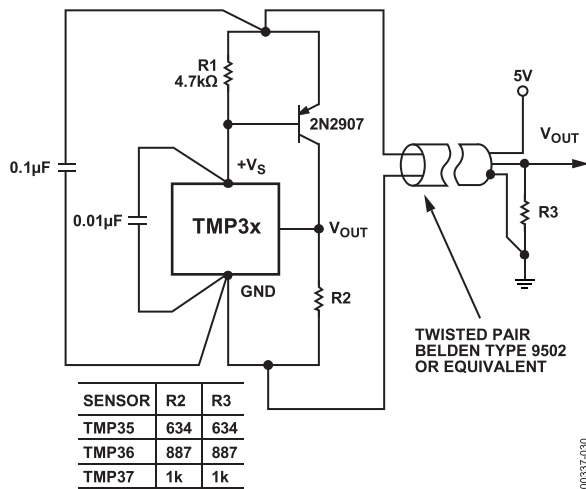 R1
4.7kΩ
5V
2N2907
VOUT
0.1µF
+VS
0.01µF
TMP3x
VOUT
R3
GND
R2
TWISTED PAIR
BELDEN TYPE 9502
OR EQUIVALENT
SENSOR R2 R3
TMP35 634 634
TMP36 887 887
TMP37 1k 1k
00337-030